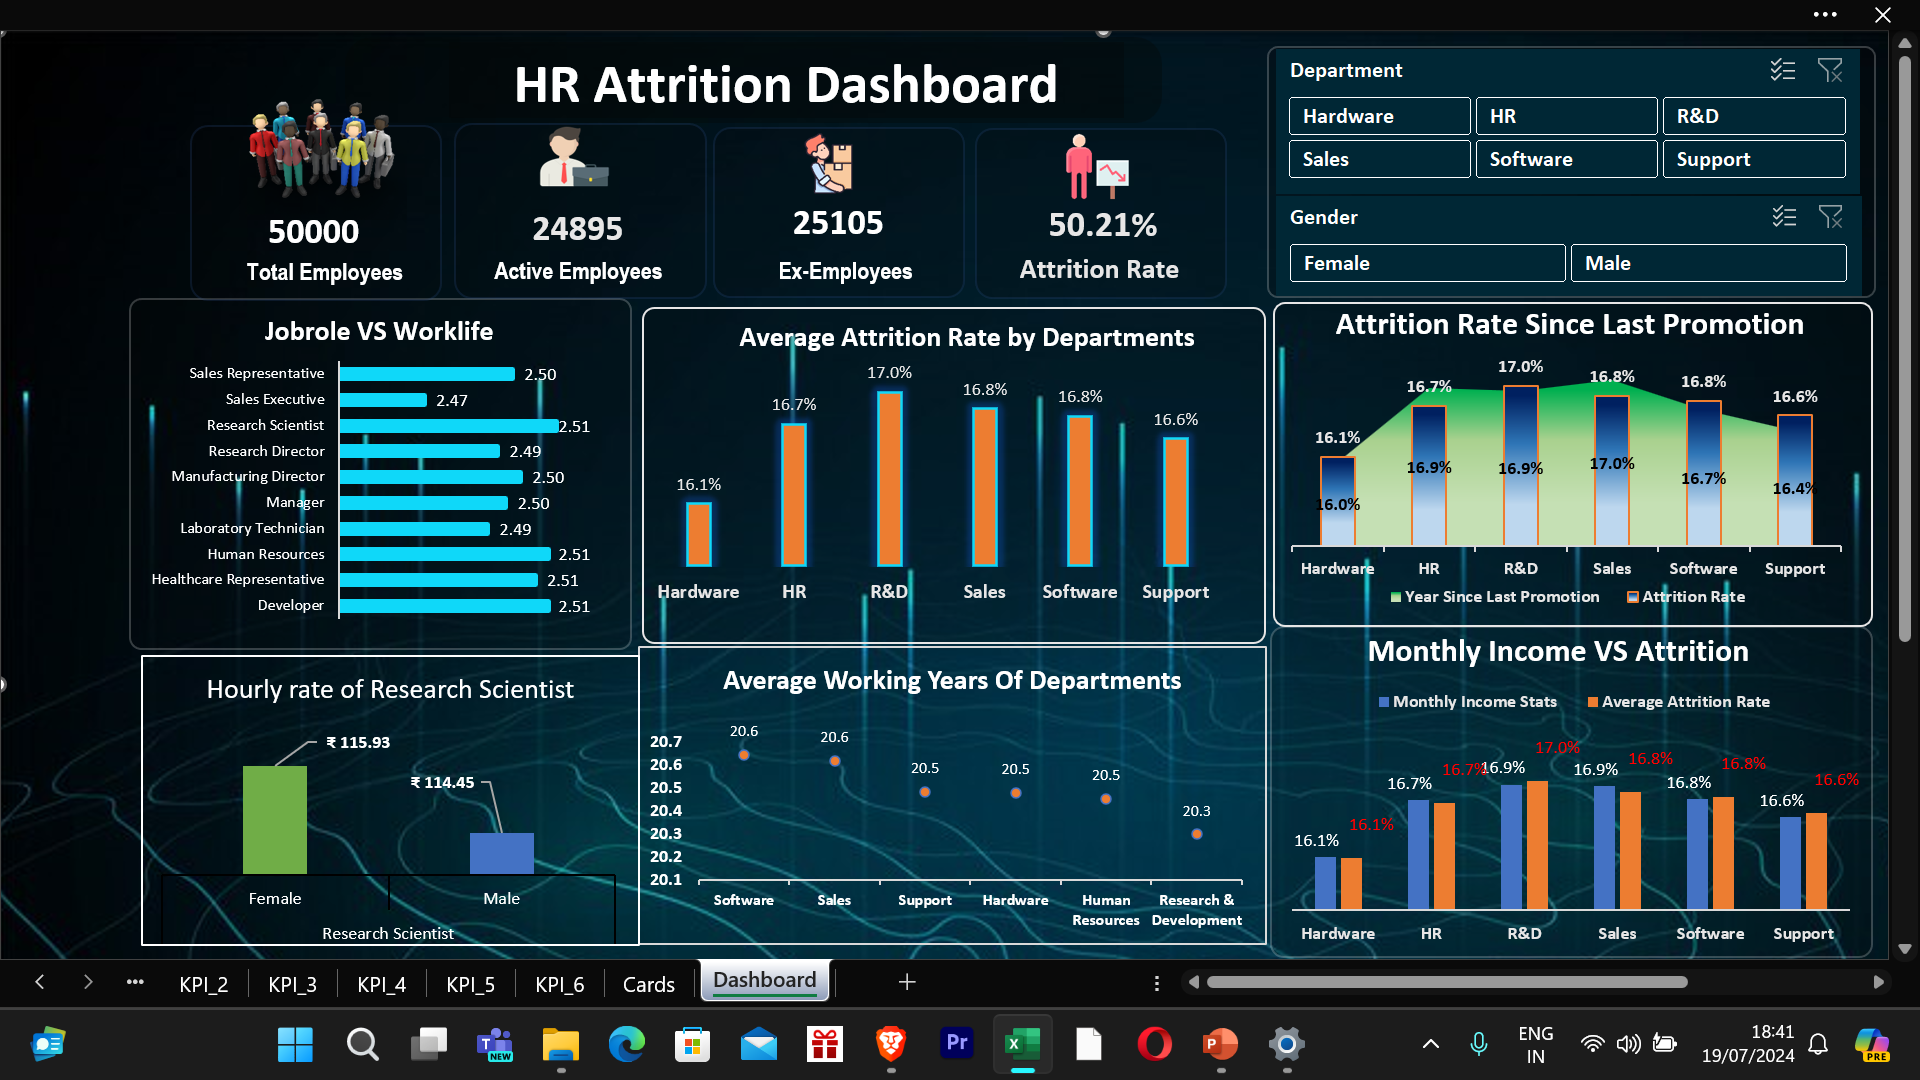 HR Attrition Dashboard
50000
Total Employees
24895
Active Employees
25105
Ex-Employees
50.21%
Attrition Rate
Department
Hardware
HR
R&D
Sales
Software
Support
Gender
Female
Male
Jobrole VS Worklife
Sales Representative 2.50
Sales Executive 2.47
Research Scientist 2.51
Research Director 2.49
Manufacturing Director 2.50
Manager 2.50
Laboratory Technician 2.49
Human Resources 2.51
Healthcare Representative 2.51
Developer 2.51
Average Attrition Rate by Departments
16.1% 16.7% 17.0% 16.8% 16.8% 16.6%
Hardware HR R&D Sales Software Support
Attrition Rate Since Last Promotion
16.1% 16.7% 17.0% 16.8% 16.8% 16.6%
16.0% 16.9% 16.9% 17.0% 16.7% 16.4%
Hardware HR R&D Sales Software Support
Year Since Last Promotion Attrition Rate
Hourly rate of Research Scientist
₹ 115.93
₹ 114.45
Female Male
Research Scientist
Average Working Years Of Departments
20.7
20.6
20.5
20.4
20.3
20.2
20.1
20.6 20.6 20.5 20.5 20.5 20.3
Software Sales Support Hardware Human Research &
Resources Development
Monthly Income VS Attrition
Monthly Income Stats Average Attrition Rate
16.1% 16.7% 16.9% 16.9% 16.8% 16.6%
16.1% 16.7% 17.0% 16.8% 16.8% 16.6%
Hardware HR R&D Sales Software Support
KPI_2 KPI_3 KPI_4 KPI_5 KPI_6 Cards Dashboard
T
NEW
Pr
X
P
ENG
IN
18:41
19/07/2024
PRE